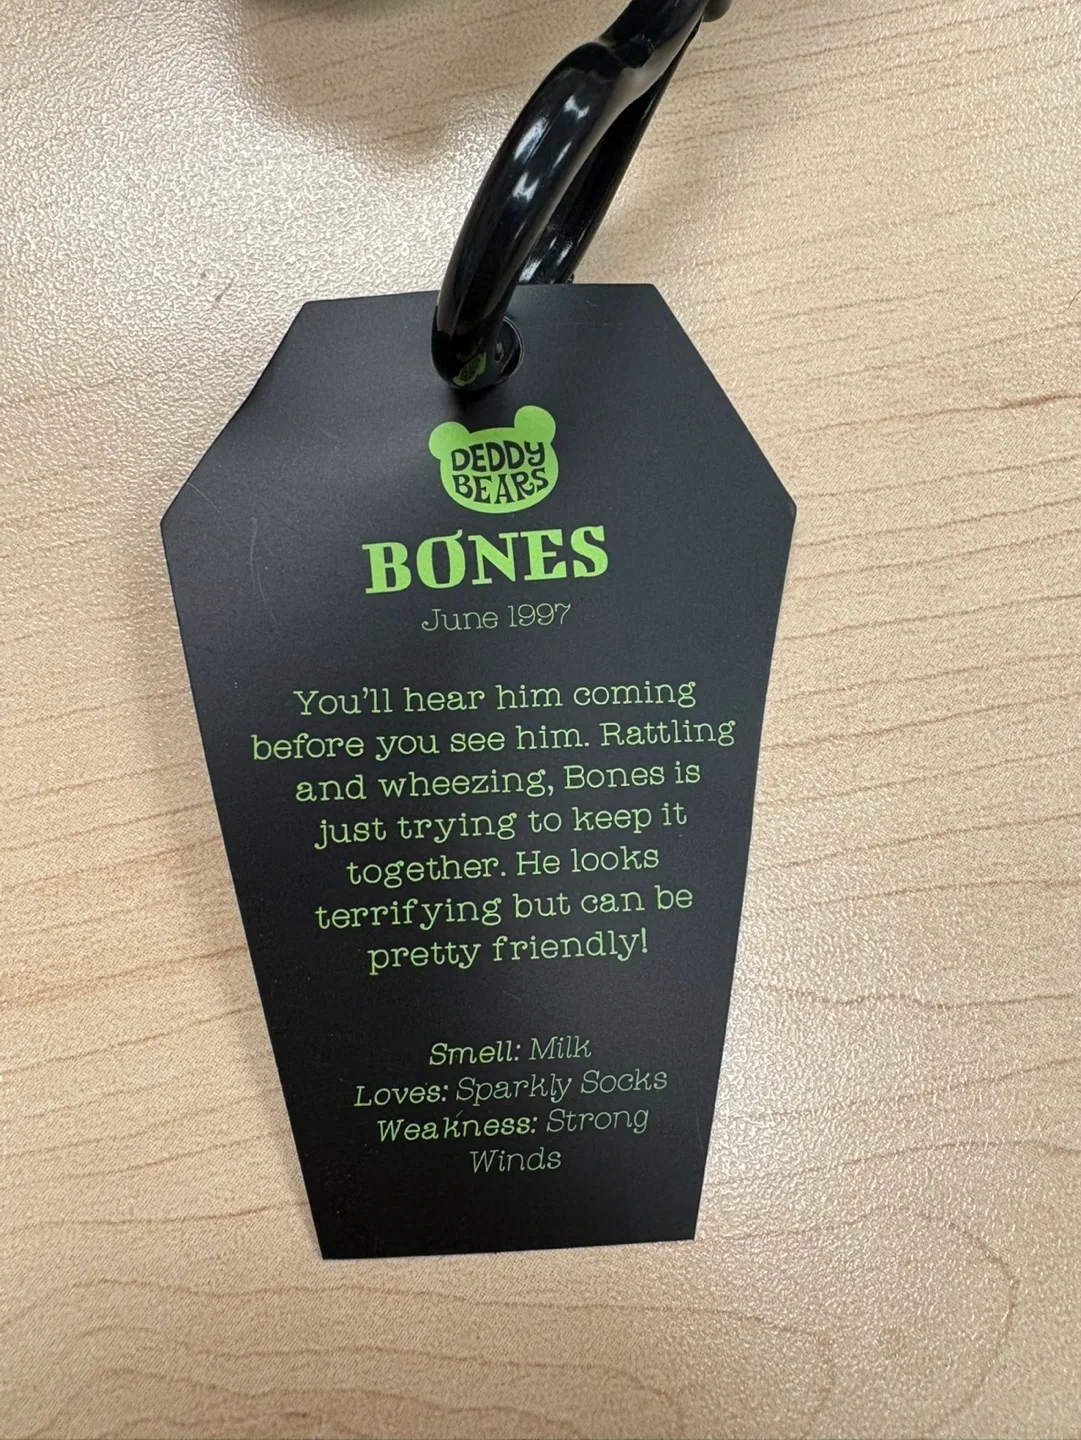 DEDDY
BEARS
BONES
June 1997
You'll hear him coming
before you see him. Rattling
and wheezing, Bones is
just trying to keep it
together. He looks
terrifying but can be
pretty friendly!
Smell: Milk
Loves: Sparkly Socks
Weakness: Strong
Winds